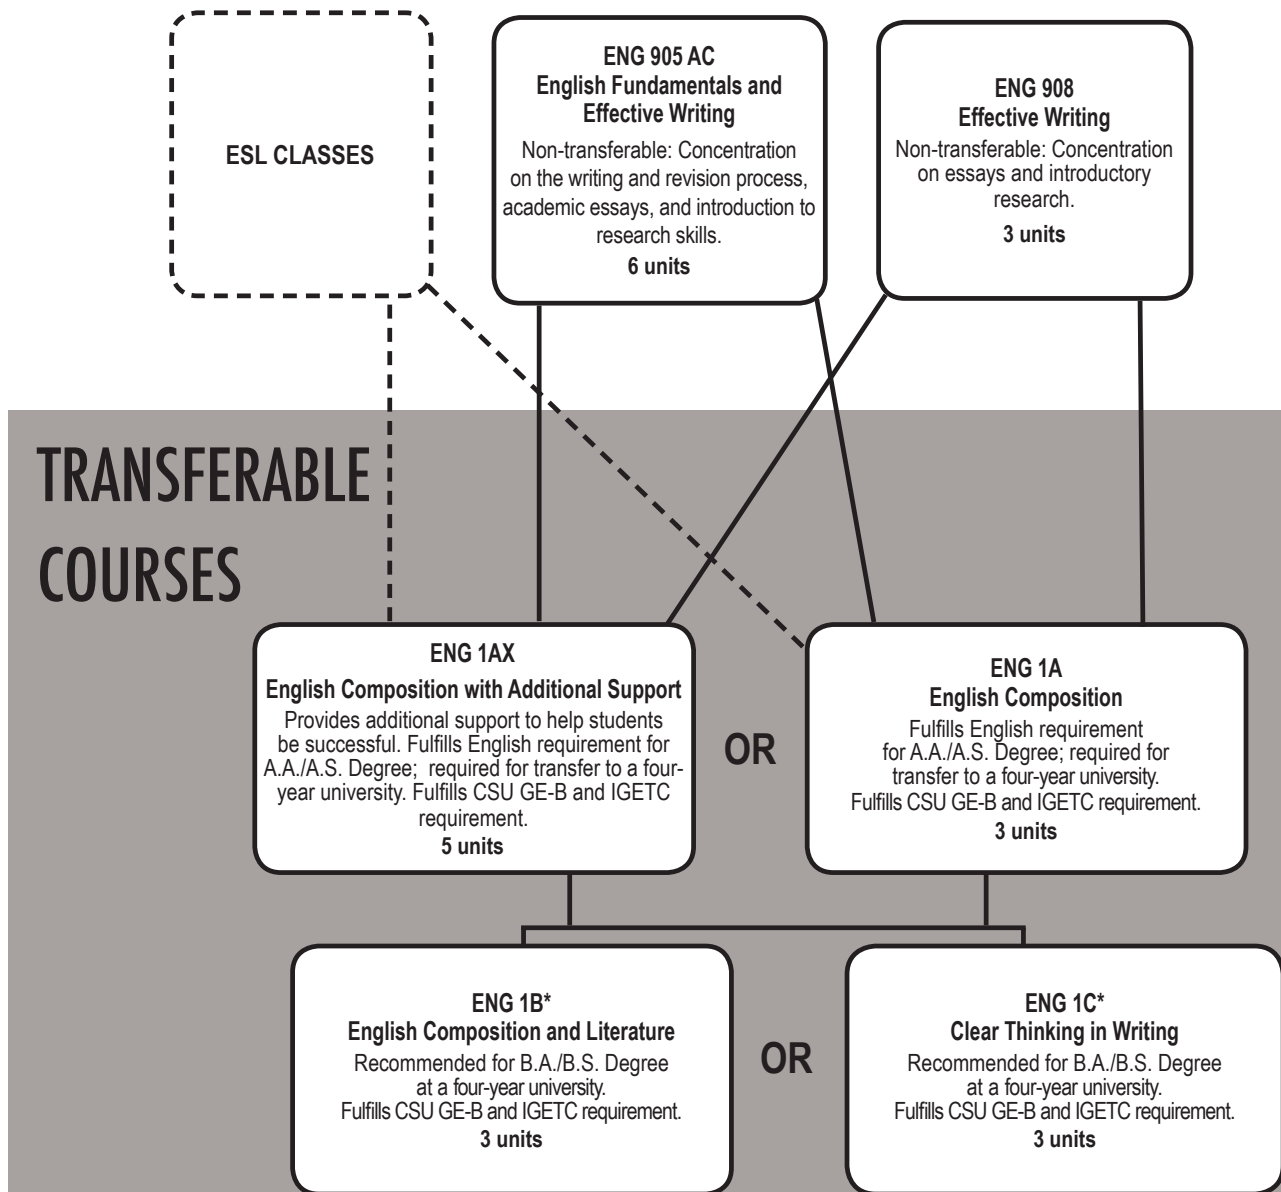 ESL CLASSES
ENG 905 AC
English Fundamentals and
Effective Writing
Non-transferable: Concentration
on the writing and revision process,
academic essays, and introduction to
research skills.
6 units
ENG 908
Effective Writing
Non-transferable: Concentration
on essays and introductory
research.
3 units
TRANSFERABLE
COURSES
ENG 1AX
English Composition with Additional Support
Provides additional support to help students
be successful. Fulfills English requirement for
A.A./A.S. Degree; required for transfer to a four-
year university. Fulfills CSU GE-B and IGETC
requirement.
5 units
OR
ENG 1A
English Composition
Fulfills English requirement
for A.A./A.S. Degree; required for
transfer to a four-year university.
Fulfills CSU GE-B and IGETC requirement.
3 units
ENG 1B*
English Composition and Literature
Recommended for B.A./B.S. Degree
at a four-year university.
Fulfills CSU GE-B and IGETC requirement.
3 units
OR
ENG 1C*
Clear Thinking in Writing
Recommended for B.A./B.S. Degree
at a four-year university.
Fulfills CSU GE-B and IGETC requirement.
3 units